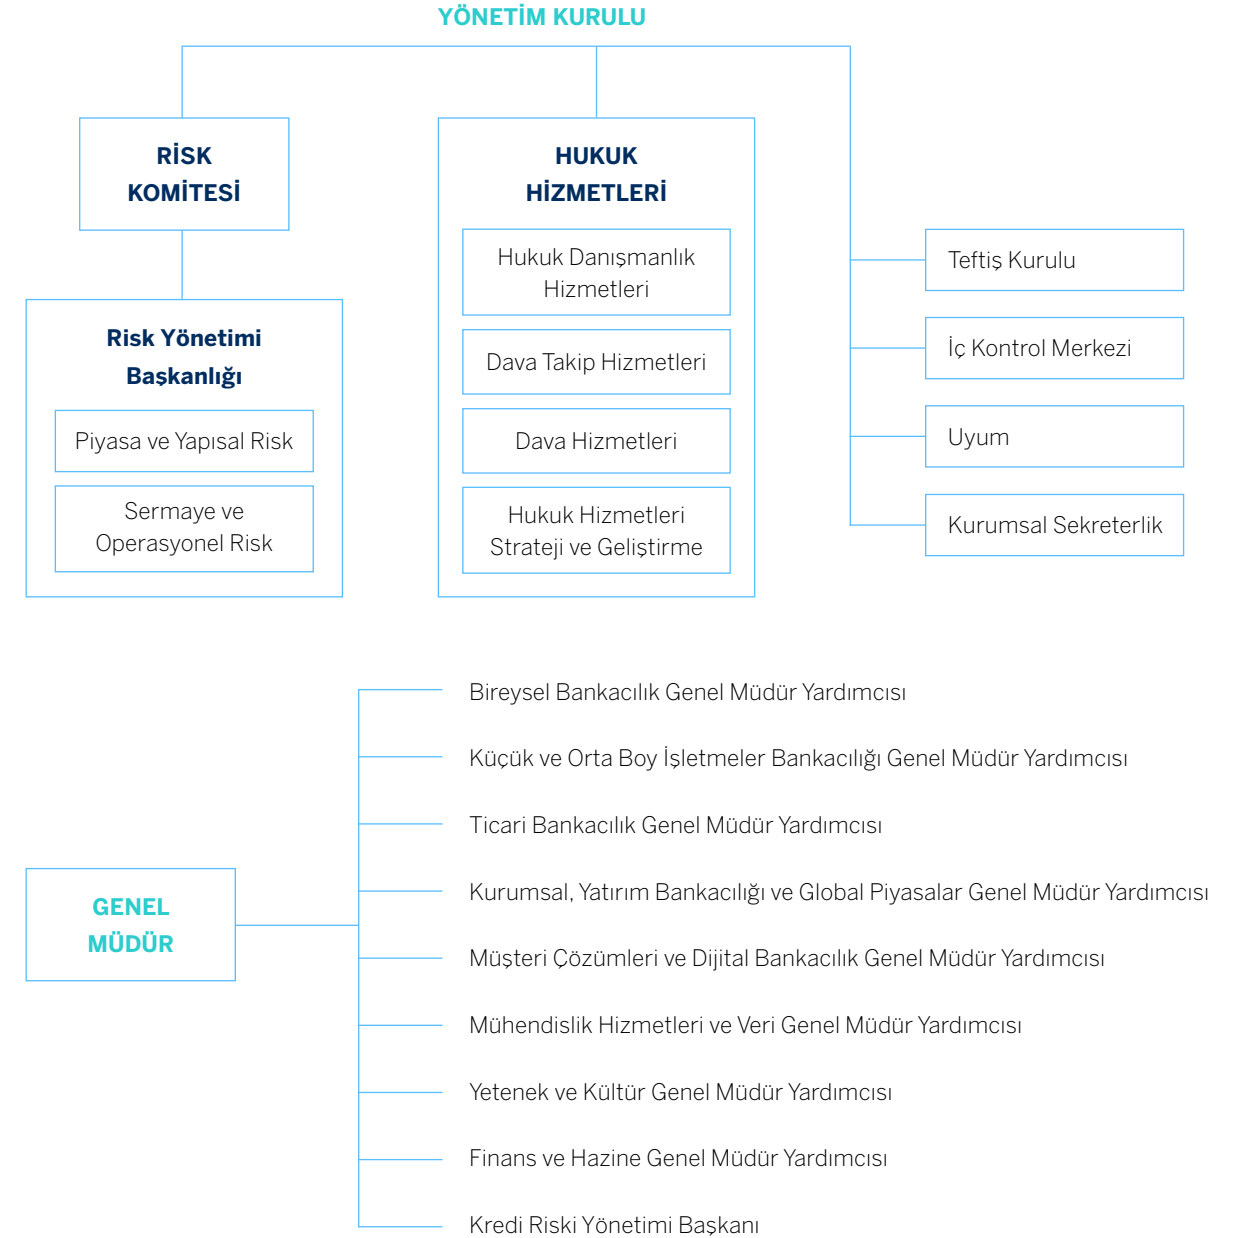 YÖNETİM KURULU
RİSK
KOMİTESİ
Risk Yönetimi
Başkanlığı
Piyasa ve Yapısal Risk
Sermaye ve
Operasyonel Risk
HUKUK
HİZMETLERİ
Hukuk Danışmanlık
Hizmetleri
Dava Takip Hizmetleri
Dava Hizmetleri
Hukuk Hizmetleri
Strateji ve Geliştirme
Teftiş Kurulu
İç Kontrol Merkezi
Uyum
Kurumsal Sekreterlik
GENEL
MÜDÜR
Bireysel Bankacılık Genel Müdür Yardımcısı
Küçük ve Orta Boy İşletmeler Bankacılığı Genel Müdür Yardımcısı
Ticari Bankacılık Genel Müdür Yardımcısı
Kurumsal, Yatırım Bankacılığı ve Global Piyasalar Genel Müdür Yardımcısı
Müşteri Çözümleri ve Dijital Bankacılık Genel Müdür Yardımcısı
Mühendislik Hizmetleri ve Veri Genel Müdür Yardımcısı
Yetenek ve Kültür Genel Müdür Yardımcısı
Finans ve Hazine Genel Müdür Yardımcısı
Kredi Riski Yönetimi Başkanı